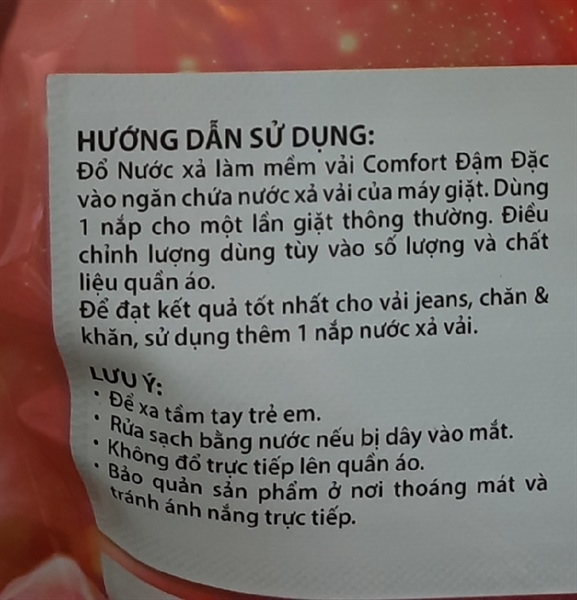 HƯỚNG DẪN SỬ DỤNG:
Đổ Nước xả làm mềm vải Comfort Đậm Đặc
vào ngăn chứa nước xả vải của máy giặt. Dùng
1 nắp cho một lần giặt thông thường. Điều
chỉnh lượng dùng tùy vào số lượng và chất
liệu quần áo.
Để đạt kết quả tốt nhất cho vải jeans, chăn &
khăn, sử dụng thêm 1 nắp nước xả vải.
LƯU Ý:
• Để xa tầm tay trẻ em.
• Rửa sạch bằng nước nếu bị dây vào mắt.
• Không đổ trực tiếp lên quần áo.
• Bảo quản sản phẩm ở nơi thoáng mát và
tránh ánh nắng trực tiếp.